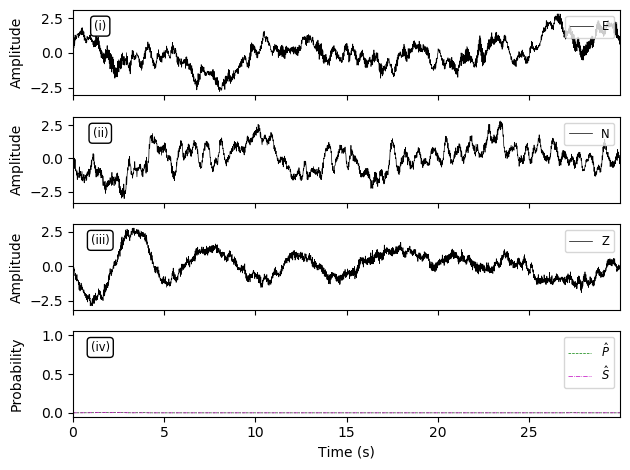 2.5
0.0
−2.5
Amplitude
(i)
E
2.5
0.0
−2.5
Amplitude
(ii)
N
2.5
0.0
−2.5
Amplitude
(iii)
Z
1.0
0.5
0.0
Probability
(iv)
P̂
Ŝ
0 5 10 15 20 25
Time (s)